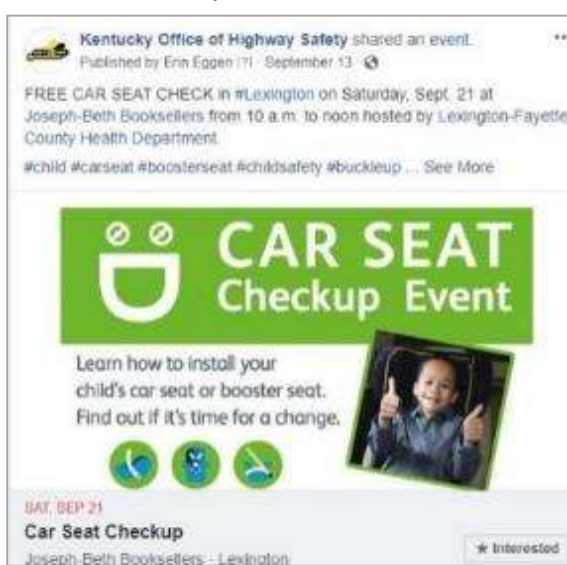 Kentucky Office of Highway Safety shared an event.
Published by Erin Eggen [?] · September 13 ·
FREE CAR SEAT CHECK in #Lexington on Saturday, Sept. 21 at
Joseph-Beth Booksellers from 10 a.m. to noon hosted by Lexington-Fayette
County Health Department.
#child #carseat #boosterseat #childsafety #buckleup ... See More
CAR SEAT
Checkup Event
Learn how to install your
child's car seat or booster seat.
Find out if it's time for a change.
SAT, SEP 21
Car Seat Checkup
Joseph-Beth Booksellers - Lexington
★ Interested